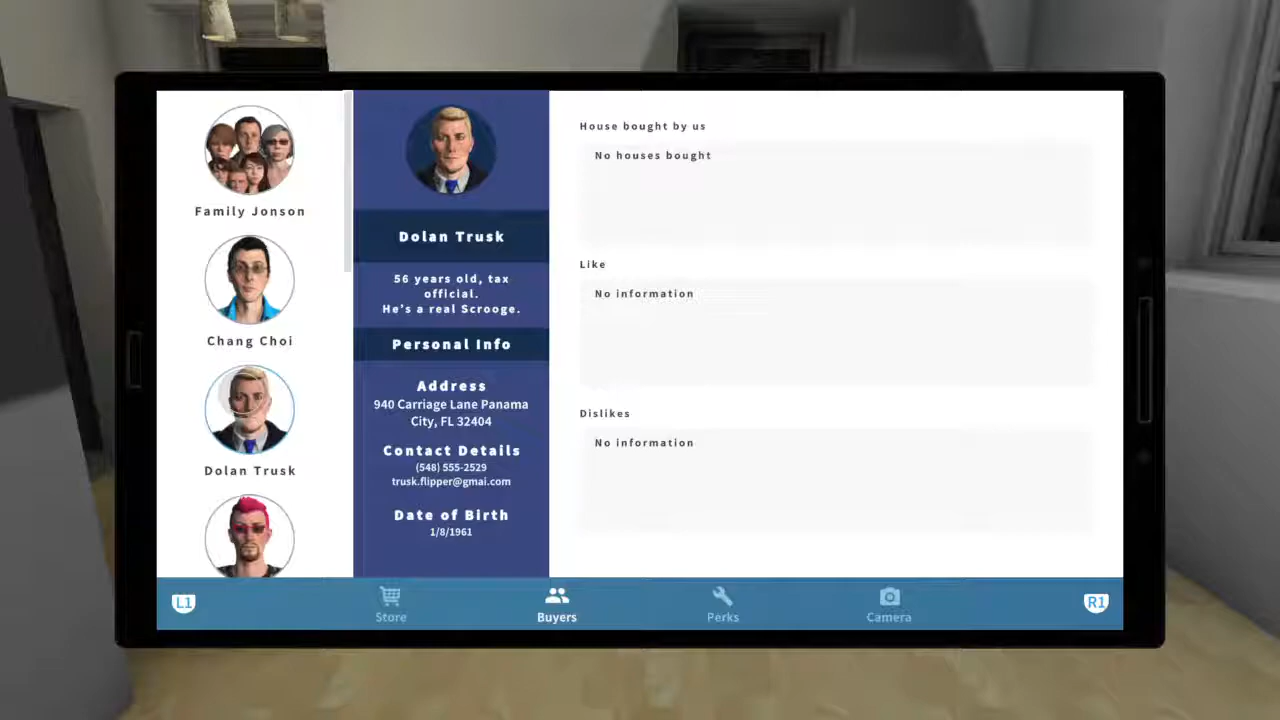 Family Jonson
Chang Choi
Dolan Trusk
Dolan Trusk
56 years old, tax
official.
He's a real Scrooge.
Personal Info
Address
940 Carriage Lane Panama
City, FL 32404
Contact Details
(548) 555-2529
trusk.flipper@gmai.com
Date of Birth
1/8/1961
House bought by us
No houses bought
Like
No information
Dislikes
No information
L1
Store
Buyers
Perks
Camera
R1